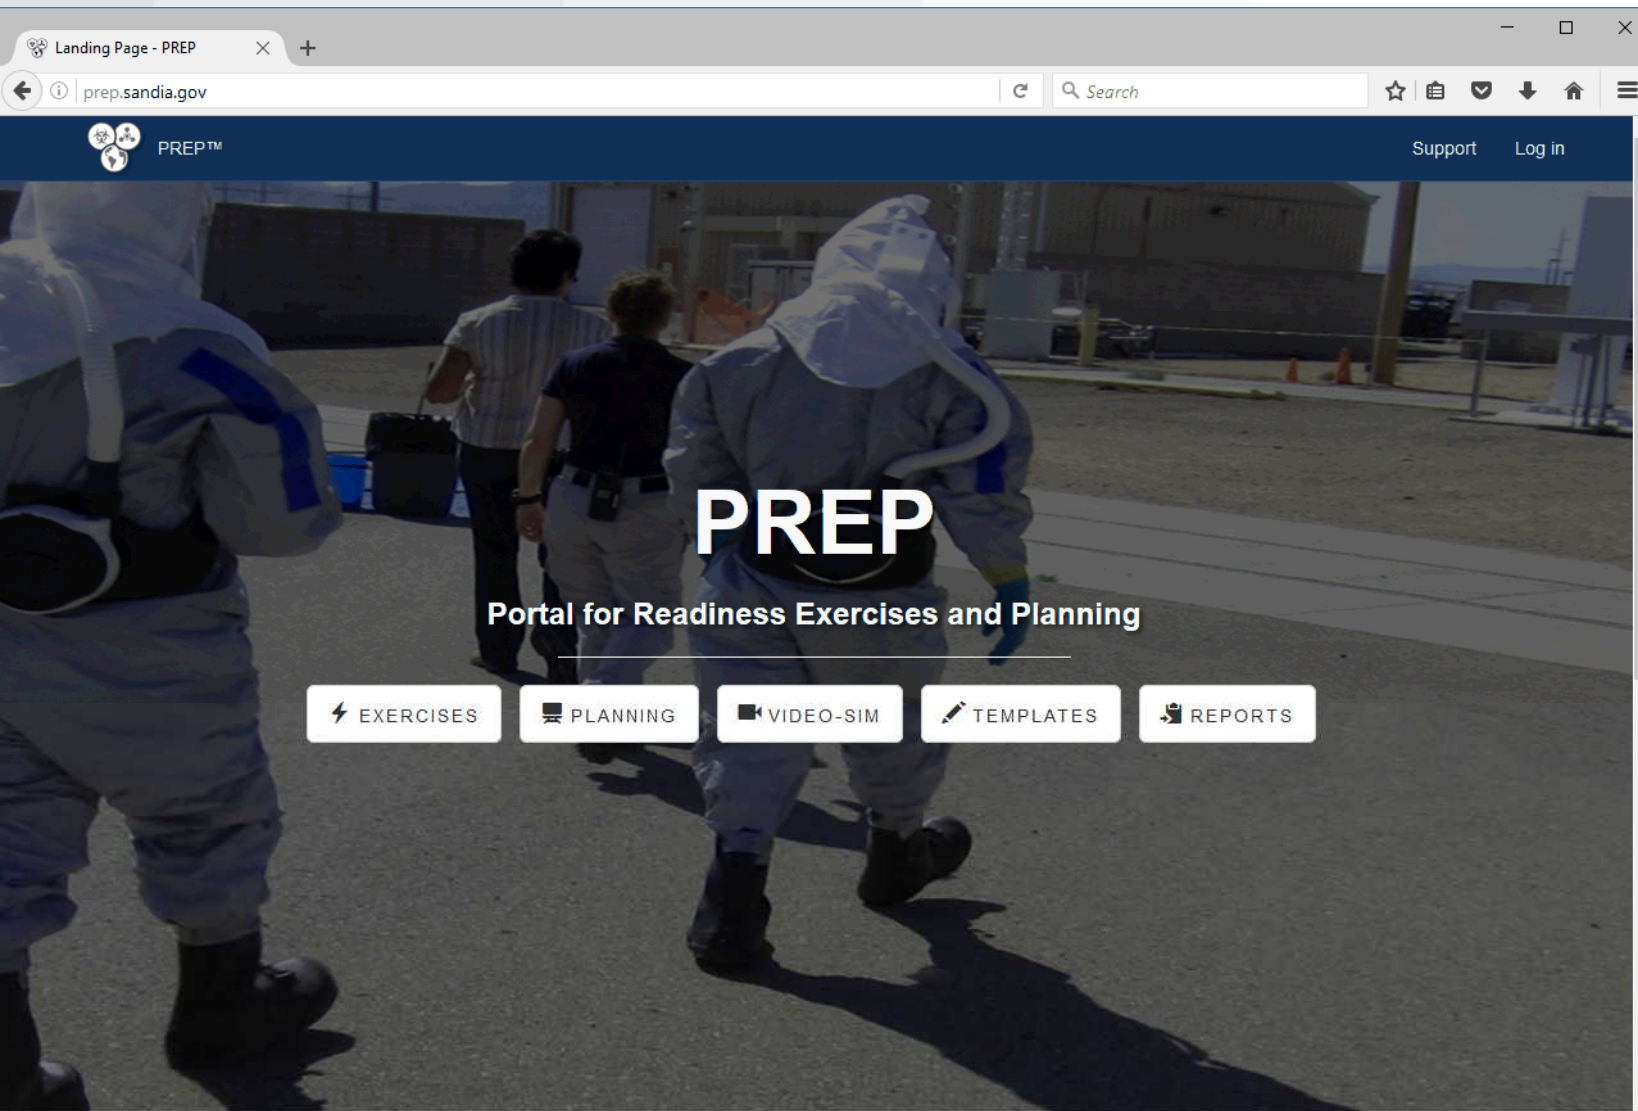 Landing Page - PREP
prep.sandia.gov
Search
PREP™
Support
Log in
PREP
Portal for Readiness Exercises and Planning
EXERCISES
PLANNING
VIDEO-SIM
TEMPLATES
REPORTS